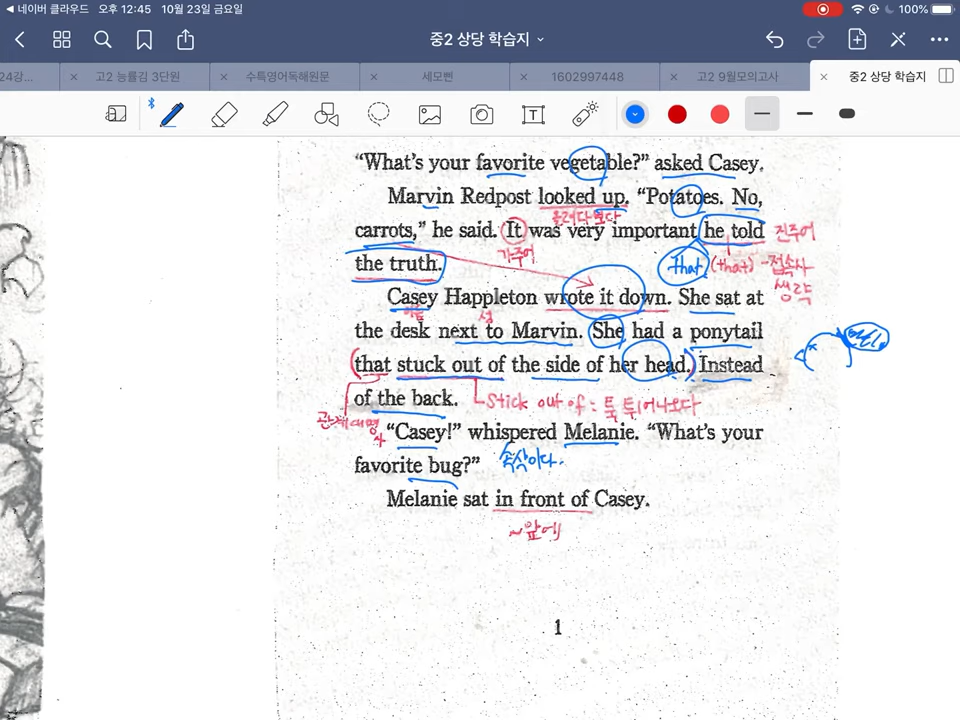 네이버 클라우드 오후 12:45 10월 23일 금요일 100%
중2 상당 학습지
24강... 고2 능률김 3단원 수특영어독해원문 세모삔 1602997448 고2 9월모의고사 중2 상당 학습지
"What's your favorite vegetable?" asked Casey.
Marvin Redpost looked up. "Potatoes. No,
올려다 보다
carrots," he said. It was very important he told 진주어
가주어 that (that) - 접속사
the truth. 생략
Casey Happleton wrote it down. She sat at
이름 성
the desk next to Marvin. She had a ponytail
(that stuck out of the side of her head.) Instead
of the back. Stick out of : 툭 튀어나오다
관계대명사
"Casey!" whispered Melanie. "What's your
favorite bug?" 속삭이다.
Melanie sat in front of Casey.
~앞에
1